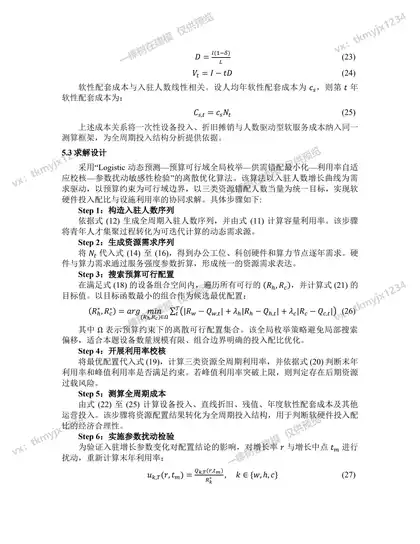 D = I(1−δ)/L (23)
V_t = I − tD (24)
软性配套成本与入驻人数线性相关。设人均年软性配套成本为 c_s，则第 t 年
软性配套成本为：
C_{s,t} = c_s N_t (25)
上述成本关系将一次性设备投入、折旧摊销与人数驱动型软服务成本纳入同一
测算框架，为全周期投入结构分析提供依据。
5.3 求解设计
采用“Logistic 动态预测—预算可行域全局枚举—供需错配最小化—利用率自适
应校核—参数扰动敏感性检验”的离散优化算法。该算法以入驻人数增长曲线为需
求驱动，以预算约束为可行域边界，以三类资源错配人数当量为统一目标，实现软
硬件投入配比与设施利用率的协同求解。具体步骤如下：
Step 1：构造入驻人数序列
依据式 (12) 生成全周期入驻人数序列，并由式 (11) 计算容量利用率。该步骤
将青年人才集聚过程转化为可迭代计算的动态需求源。
Step 2：生成资源需求序列
将 N_t 代入式 (14) 至 (16)，得到办公工位、科创硬件和算力节点逐年需求。硬
件与算力需求通过服务强度参数折算，形成统一的资源需求表达。
Step 3：搜索预算可行配置
在满足式 (18) 的设备组合空间内，遍历所有可行的 (R_h, R_c)，并计算式 (21) 的
目标值。以目标函数最小的组合作为候选最优配置：
(R_h^*, R_c^*) = arg min_{(R_h,R_c)∈Ω} ∑(|R_w − Q_{w,t}| + λ_h|R_h − Q_{h,t}| + λ_c|R_c − Q_{c,t}|) (26)
其中 Ω 表示预算约束下的离散可行配置集合。该全局枚举策略避免局部搜索
偏移，适合本题设备数量规模有限、组合边界明确的投入配比优化。
Step 4：开展利用率校核
将最优配置代入式 (19)，计算三类资源全周期利用率，并依据式 (20) 判断末年
利用率和峰值利用率是否满足约束。若峰值利用率突破上限，则判定存在后期资源
过载风险。
Step 5：测算全周期成本
由式 (22) 至 (25) 计算设备投入、直线折旧、残值、年度软性配套成本及其他
运营投入。该步骤将资源配置结果转化为全周期投入结构，用于判断软硬件投入配
比的经济合理性。
Step 6：实施参数扰动检验
为验证入驻增长参数变化对配置结论的影响，对增长率 r 与增长中点 t_m 进行
扰动，重新计算末年利用率：
u_{k,T}(r, t_m) = Q_{k,T}(r,t_m)/R_k^*, k ∈ {w, h, c} (27)
vx: tkmyjx1234